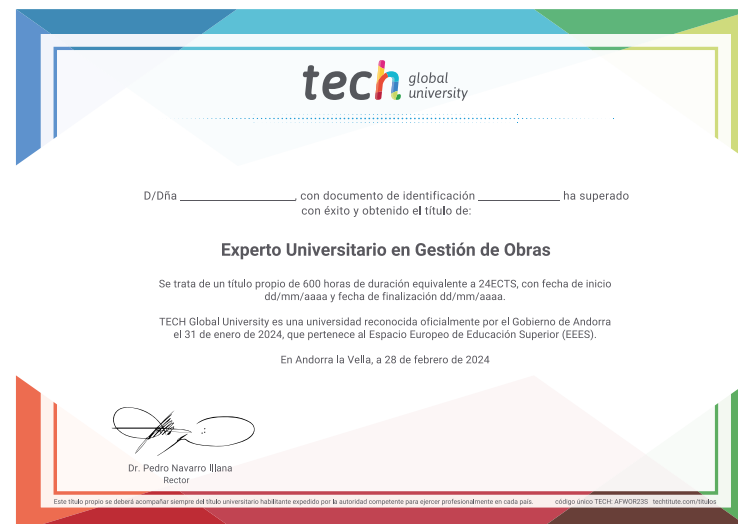 tech global university
D/Dña ____________________, con documento de identificación ______________ ha superado
con éxito y obtenido el título de:
Experto Universitario en Gestión de Obras
Se trata de un título propio de 600 horas de duración equivalente a 24ECTS, con fecha de inicio
dd/mm/aaaa y fecha de finalización dd/mm/aaaa.
TECH Global University es una universidad reconocida oficialmente por el Gobierno de Andorra
el 31 de enero de 2024, que pertenece al Espacio Europeo de Educación Superior (EEES).
En Andorra la Vella, a 28 de febrero de 2024
Dr. Pedro Navarro Illana
Rector
Este título propio se deberá acompañar siempre del título universitario habilitante expedido por la autoridad competente para ejercer profesionalmente en cada país. código único TECH: AFWOR23S techtitute.com/titulos